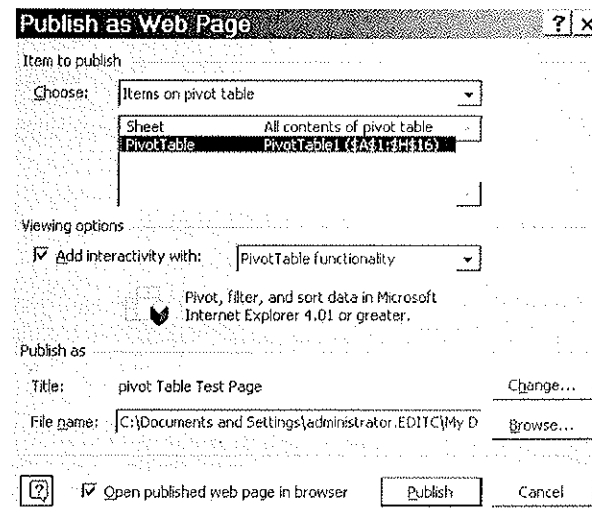 Publish as Web Page
Item to publish
Choose: Items on pivot table
Sheet All contents of pivot table
PivotTable PivotTable1 ($A$1:$H$16)
Viewing options
Add interactivity with: PivotTable functionality
Pivot, filter, and sort data in Microsoft
Internet Explorer 4.01 or greater.
Publish as
Title: pivot Table Test Page Change...
File name: C:\Documents and Settings\administrator.EDITC\My D Browse...
Open published web page in browser Publish Cancel